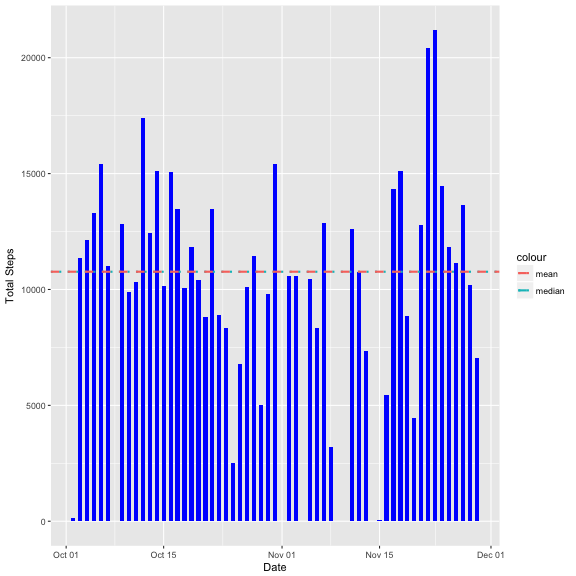 20000
15000
10000
5000
0
Total Steps
Oct 01
Oct 15
Nov 01
Nov 15
Dec 01
Date
colour
mean
median